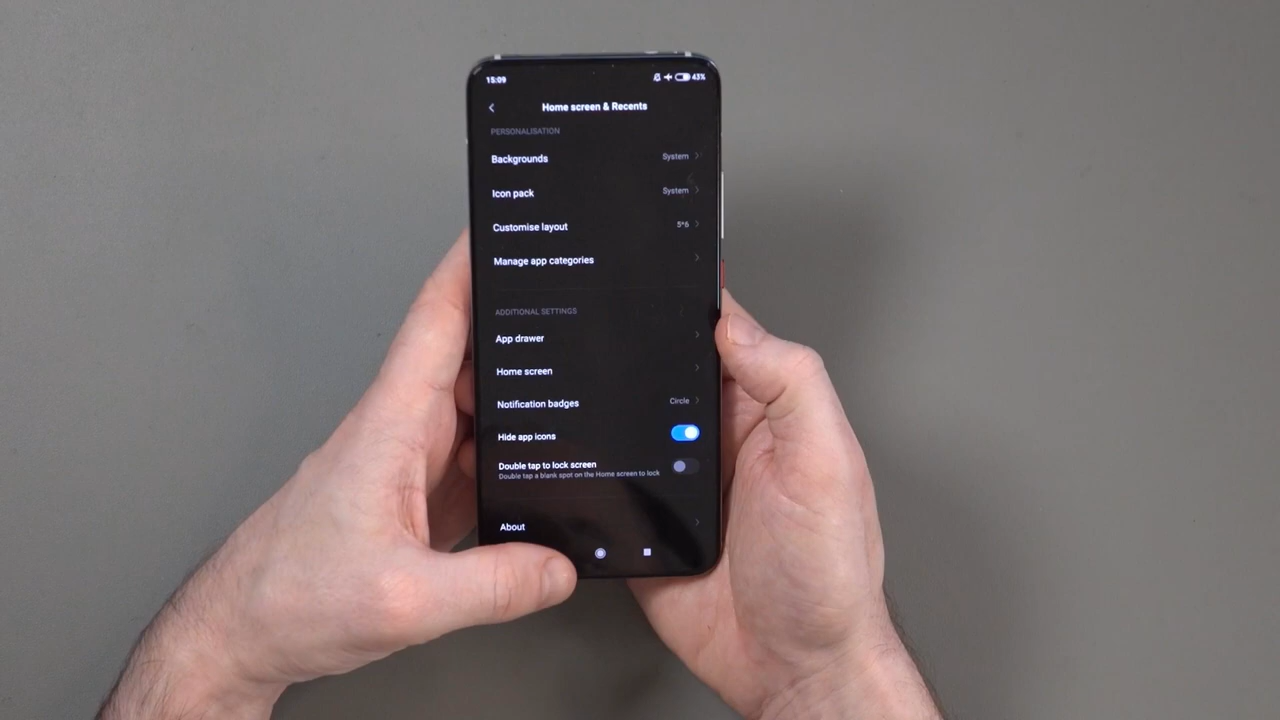 15:09
43%
Home screen & Recents
PERSONALISATION
Backgrounds
System
Icon pack
System
Customise layout
5*6
Manage app categories
ADDITIONAL SETTINGS
App drawer
Home screen
Notification badges
Circle
Hide app icons
Double tap to lock screen
Double tap a blank spot on the Home screen to lock
About